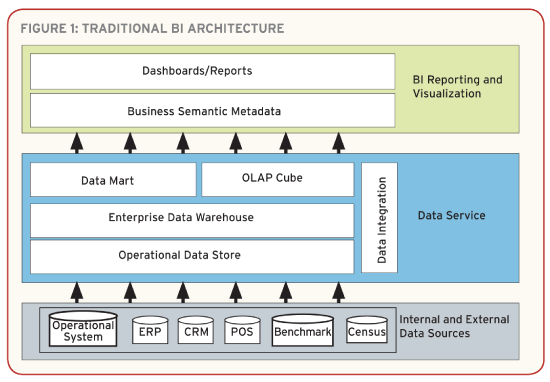 FIGURE 1: TRADITIONAL BI ARCHITECTURE
Dashboards/Reports
Business Semantic Metadata
BI Reporting and
Visualization
Data Mart
OLAP Cube
Enterprise Data Warehouse
Operational Data Store
Data Integration
Data Service
Operational
System
ERP
CRM
POS
Benchmark
Census
Internal and External
Data Sources